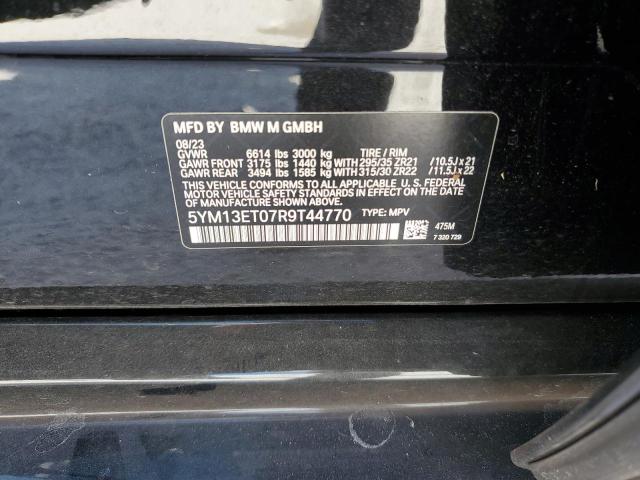 MFD BY BMW M GMBH
08/23
GVWR 6614 lbs 3000 kg TIRE / RIM
GAWR FRONT 3175 lbs 1440 kg WITH 295/35 ZR21 /10.5J x 21
GAWR REAR 3494 lbs 1585 kg WITH 315/30 ZR22 /11.5J x 22
THIS VEHICLE CONFORMS TO ALL APPLICABLE FEDERAL
MOTOR VEHICLE SAFETY STANDARDS IN EFFECT ON THE
DATE OF MANUFACTURE SHOWN ABOVE.
5YM13ET07R9T44770 TYPE: MPV
475M
7 320 729